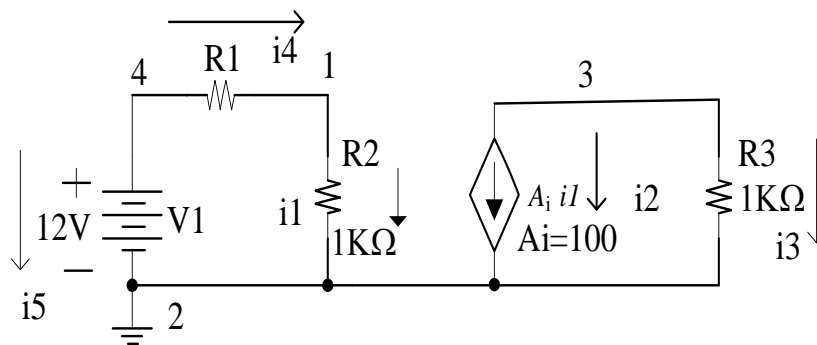 i4
4
R1
1
3
R2
R3
+
12V
V1
i1
1KΩ
Ai i1
Ai=100
i2
1KΩ
i3
−
i5
2